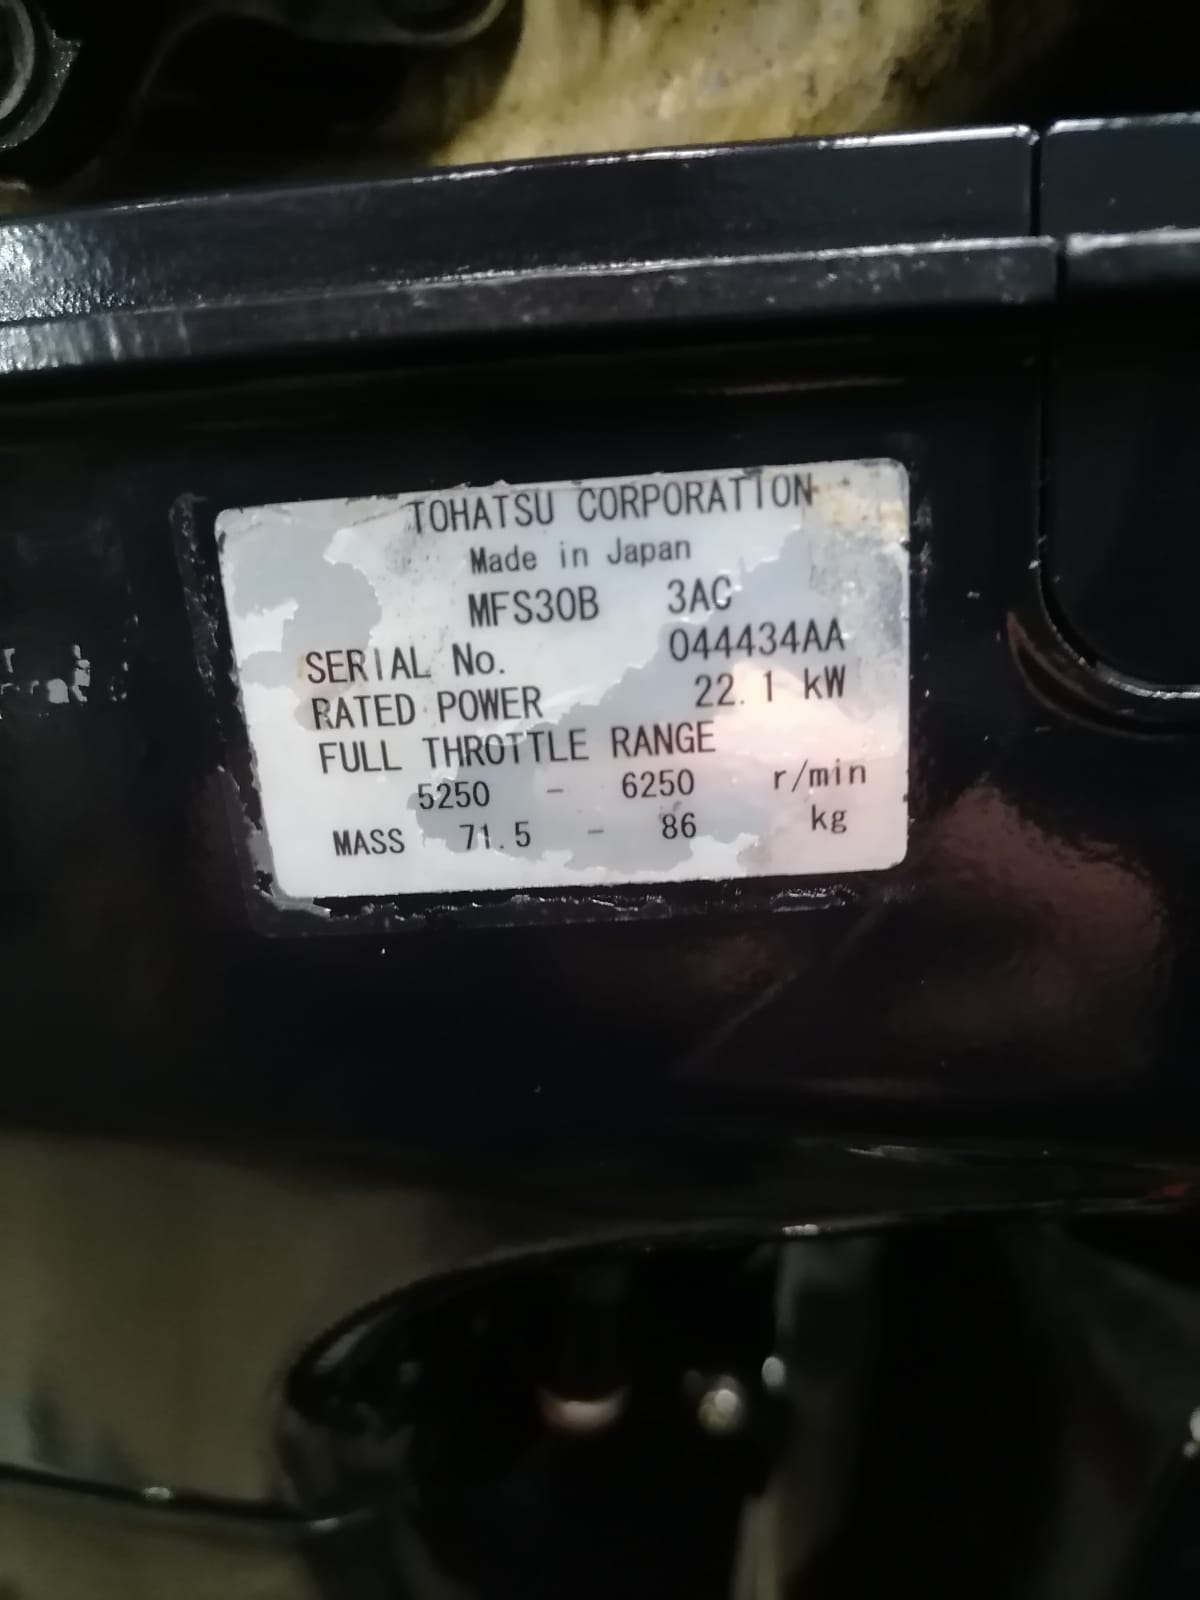 TOHATSU CORPORATION
Made in Japan
MFS30B 3AC
SERIAL No. 044434AA
RATED POWER 22.1 kW
FULL THROTTLE RANGE
5250 - 6250 r/min
MASS 71.5 - 86 kg